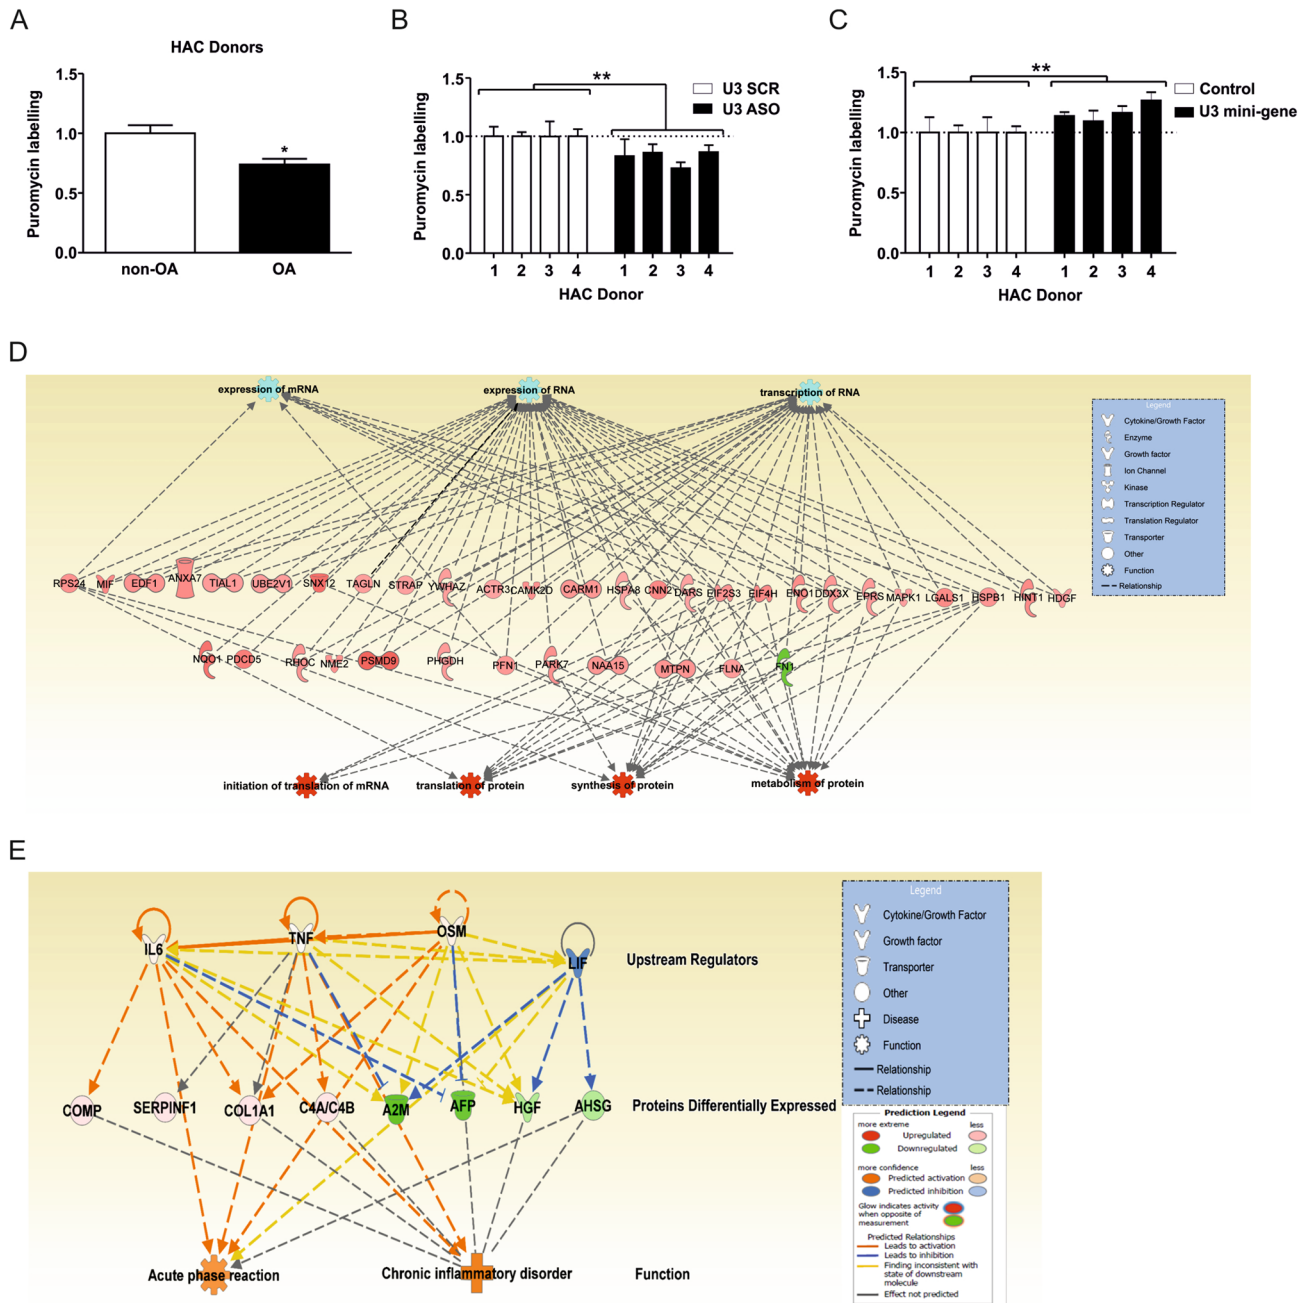 A
HAC Donors
Puromycin labelling
1.5
1.0
0.5
0.0
*
non-OA
OA
B
Puromycin labelling
1.5
1.0
0.5
0.0
**
U3 SCR
U3 ASO
1 2 3 4 1 2 3 4
HAC Donor
C
Puromycin labelling
1.5
1.0
0.5
0.0
**
Control
U3 mini-gene
1 2 3 4 1 2 3 4
HAC Donor
D
expression of mRNA
expression of RNA
transcription of RNA
Legend
Cytokine/Growth Factor
Enzyme
Growth factor
Ion Channel
Kinase
Transcription Regulator
Translation Regulator
Transporter
Other
Function
Relationship
RPS24 MIF EDF1 ANXA7 TIAL1 UBE2V1 SNX12 TAGLN STRAP YWHAZ ACTR3 CAMK2D CARM1 HSPA8 CNN2 DARS EIF2S3 EIF4H ENO1 DDX3X EPRS MAPK1 LGALS1 HSPB1 HINT1 HDGF
NQO1 PDCD5 RHOC NME2 PSMD9 PHGDH PFN1 PARK7 NAA15 MTPN FLNA FN1
initiation of translation of mRNA
translation of protein
synthesis of protein
metabolism of protein
E
IL6
TNF
OSM
LIF
Upstream Regulators
COMP SERPINF1 COL1A1 C4A/C4B A2M AFP HGF AHSG
Proteins Differentially Expressed
Acute phase reaction
Chronic inflammatory disorder
Function
Legend
Cytokine/Growth Factor
Growth factor
Transporter
Other
Disease
Function
Relationship
Relationship
Prediction Legend
more extreme less
Upregulated
Downregulated
more confidence less
Predicted activation
Predicted inhibition
Glow indicates activity
when opposite of
measurement
Predicted Relationships
Leads to activation
Leads to inhibition
Finding inconsistent with
state of downstream
molecule
Effect not predicted